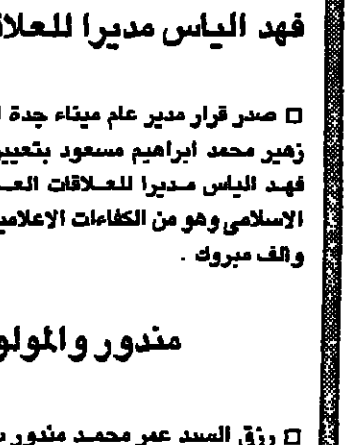 فهد الياس مديرا للعلاق
□ صدر قرار مدير عام ميناء جدة ا
زهير محمد ابراهيم مسعود بتعيين
فهد الياس مديرا للعلاقات العـ
الاسلامي وهو من الكفاءات الاعلامي
والف مبروك .
مندور والمولو
□ رزق السيد عمر محمد مندور ب